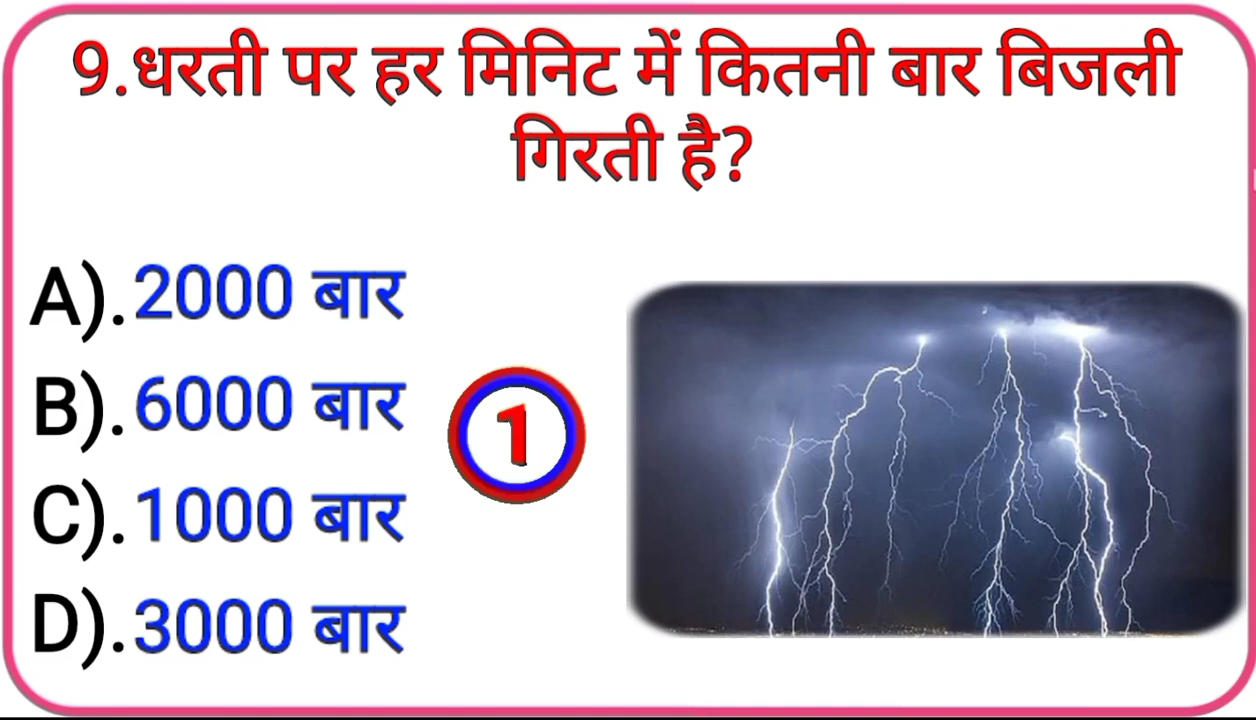 9.धरती पर हर मिनिट में कितनी बार बिजली
गिरती है?
A).2000 बार
B).6000 बार
1
C).1000 बार
D).3000 बार